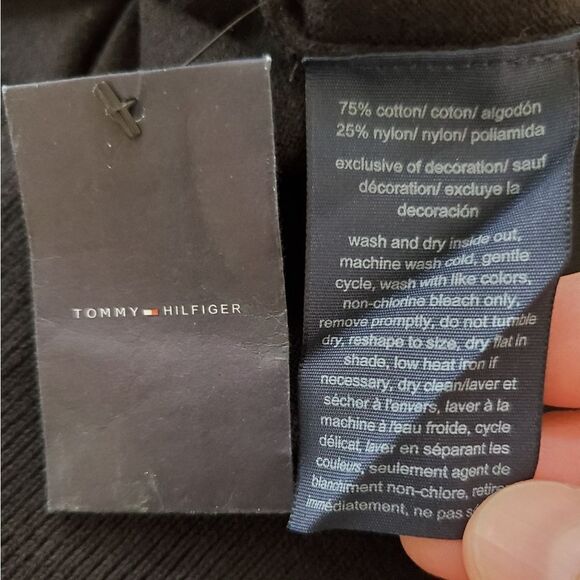 TOMMY HILFIGER
75% cotton/ coton/ algodón
25% nylon/ nylon/ poliamida
exclusive of decoration/ sauf
décoration/ excluye la
decoración
wash and dry inside out,
machine wash cold, gentle
cycle, wash with like colors,
non-chlorine bleach only,
remove promptly, do not tumble
dry, reshape to size, dry flat in
shade, low heat iron if
necessary, dry clean/laver et
sécher à l'envers, laver à la
machine à l'eau froide, cycle
délicat, laver en séparant les
couleurs, seulement agent de
blanchiment non-chlore, retirer
immédiatement, ne pas